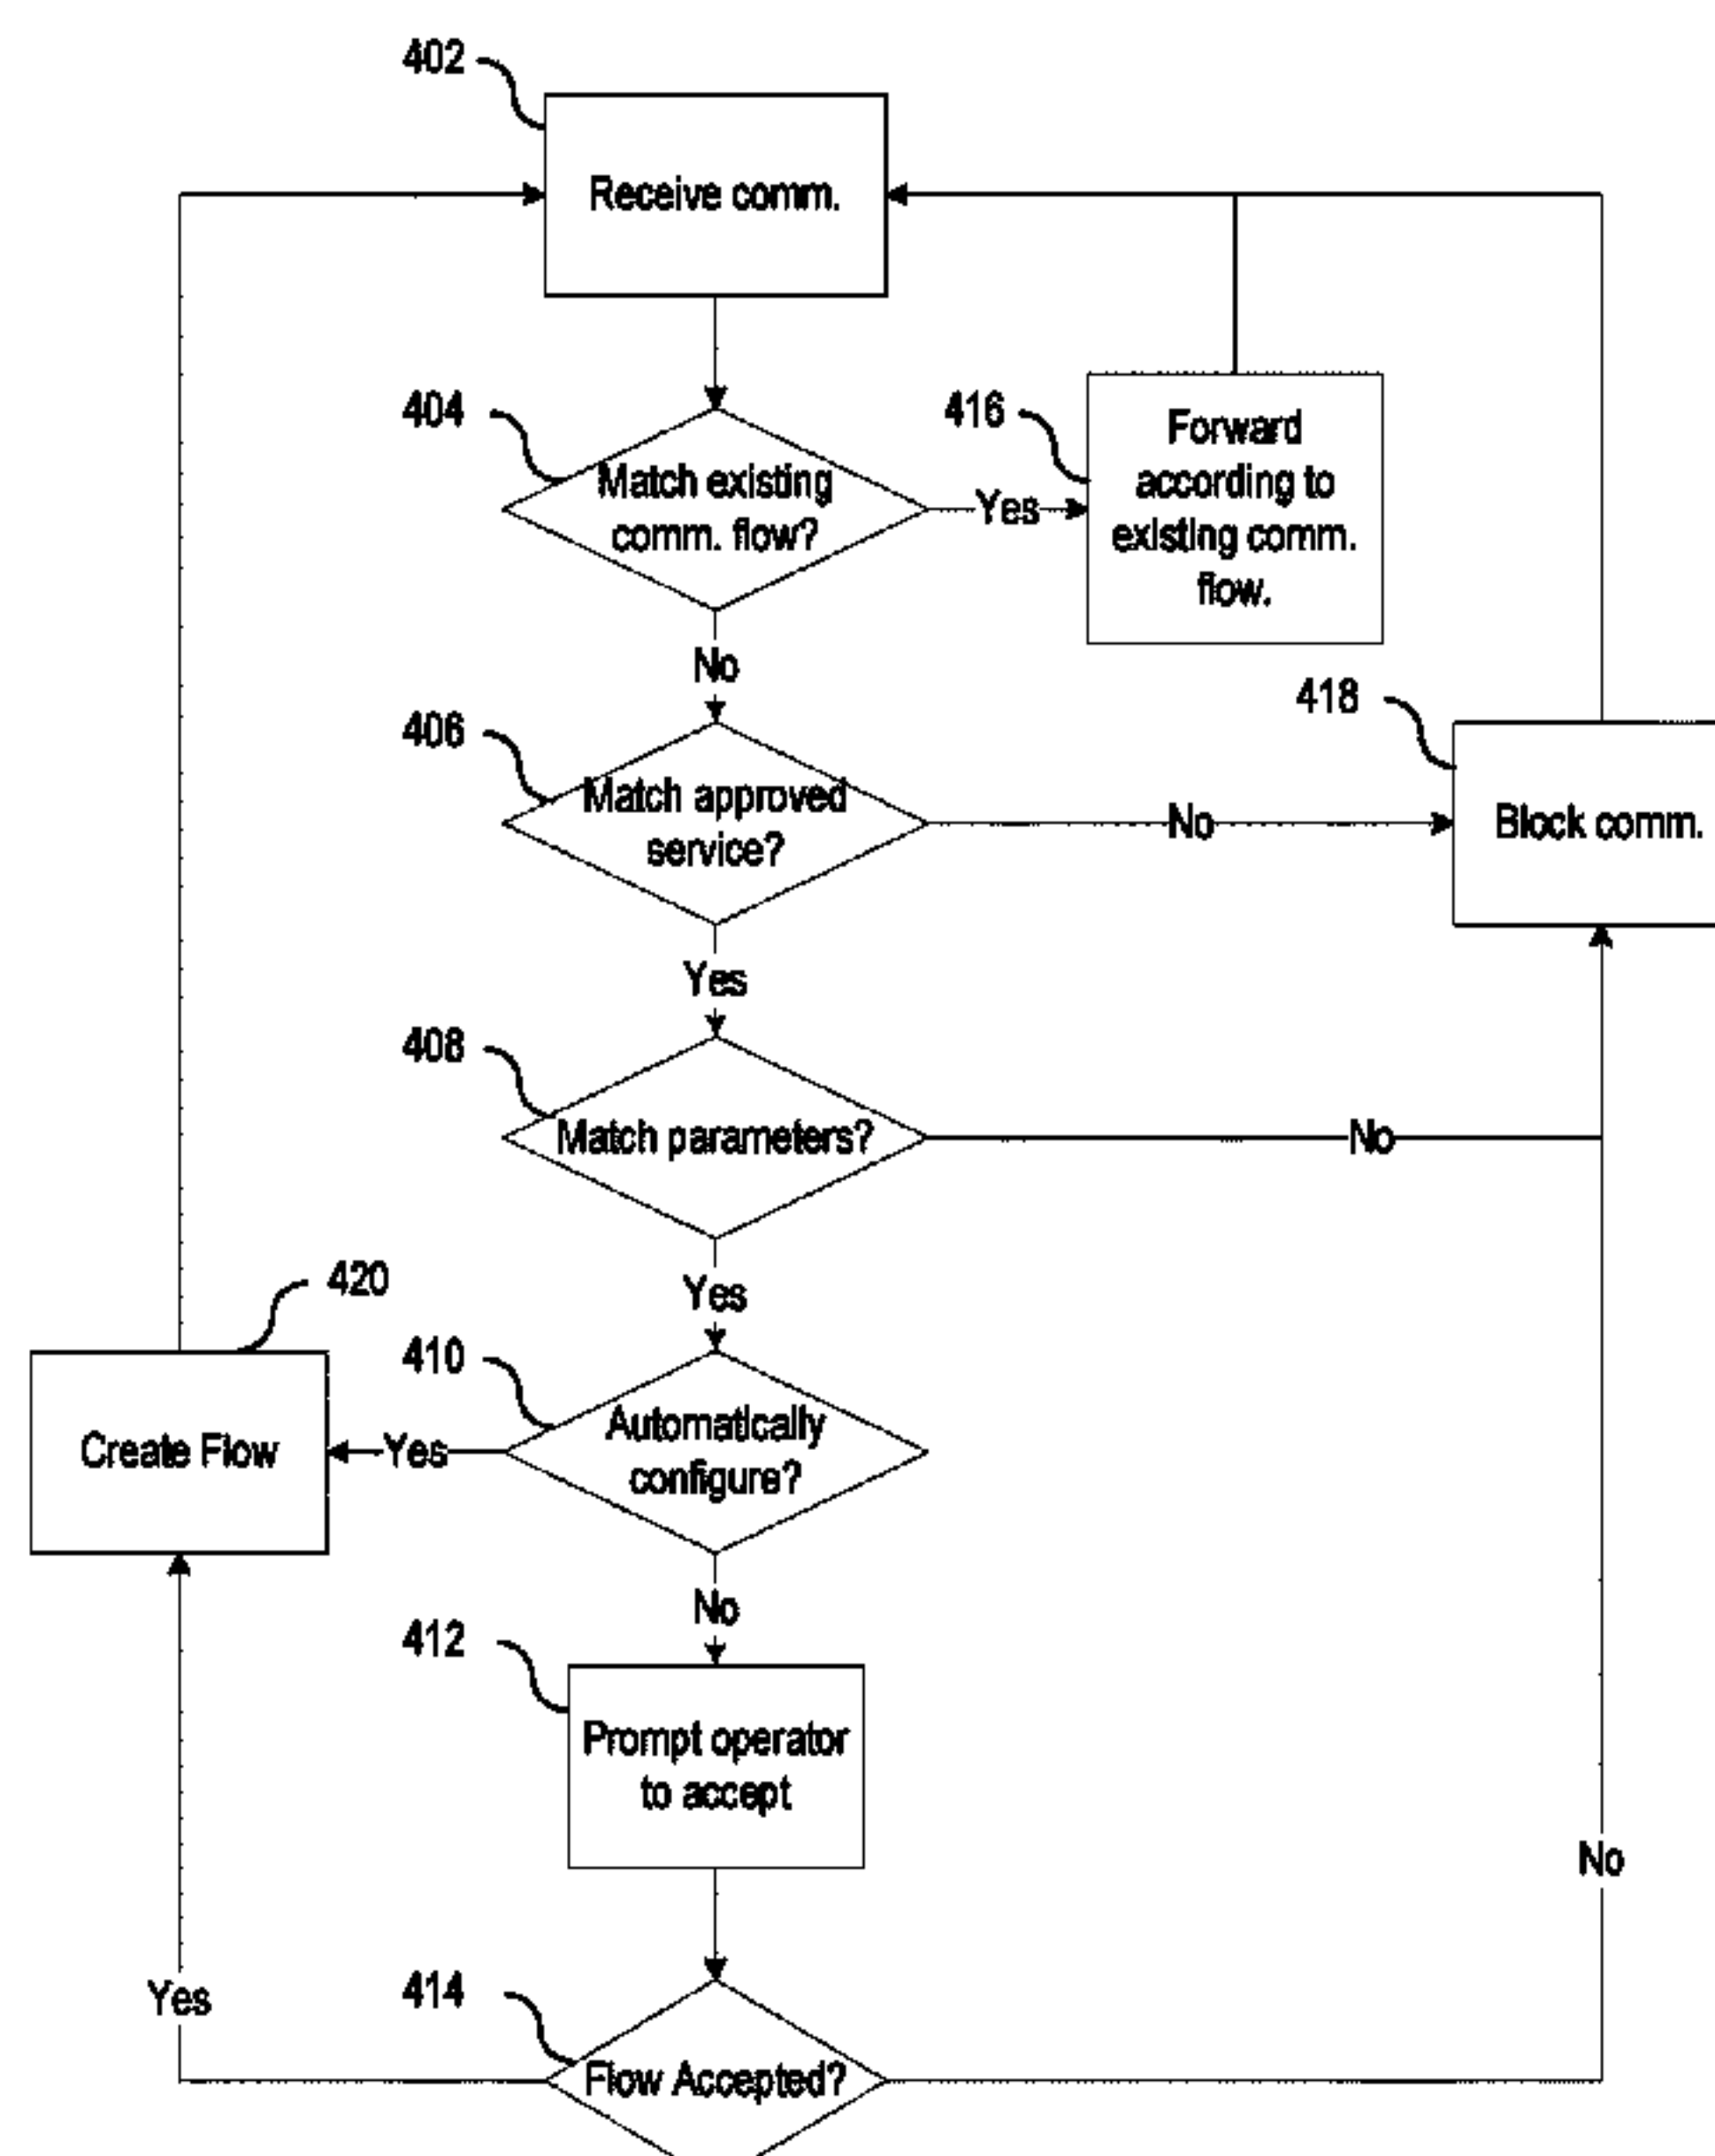 402
Receive comm.
404
Match existing
comm. flow?
Yes
416
Forward
according to
existing comm.
flow.
No
406
Match approved
service?
No
418
Block comm.
Yes
408
Match parameters?
No
Yes
420
Create Flow
410
Automatically
configure?
Yes
No
412
Prompt operator
to accept
No
Yes
414
Flow Accepted?